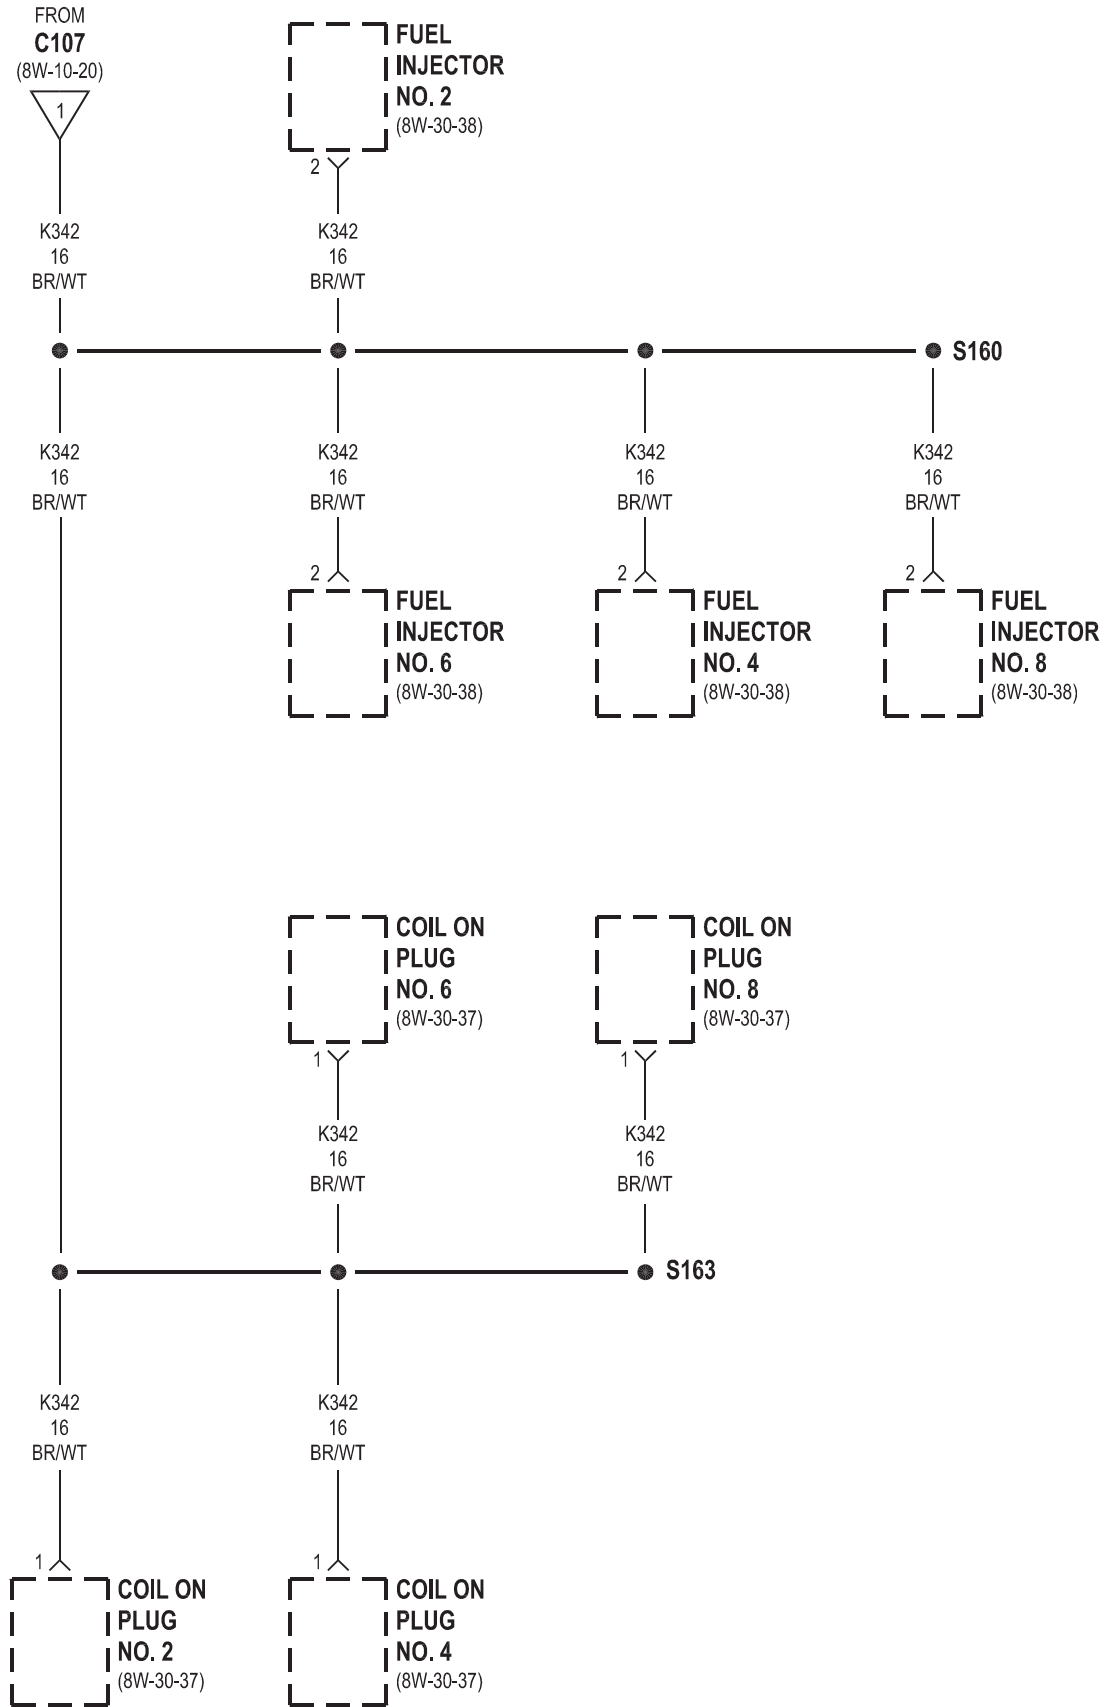 FROM
C107
(8W-10-20)
1
FUEL
INJECTOR
NO. 2
(8W-30-38)
2
K342
16
BR/WT
K342
16
BR/WT
S160
K342
16
BR/WT
K342
16
BR/WT
K342
16
BR/WT
K342
16
BR/WT
2
FUEL
INJECTOR
NO. 6
(8W-30-38)
2
FUEL
INJECTOR
NO. 4
(8W-30-38)
2
FUEL
INJECTOR
NO. 8
(8W-30-38)
COIL ON
PLUG
NO. 6
(8W-30-37)
1
COIL ON
PLUG
NO. 8
(8W-30-37)
1
K342
16
BR/WT
K342
16
BR/WT
S163
K342
16
BR/WT
K342
16
BR/WT
1
COIL ON
PLUG
NO. 2
(8W-30-37)
1
COIL ON
PLUG
NO. 4
(8W-30-37)